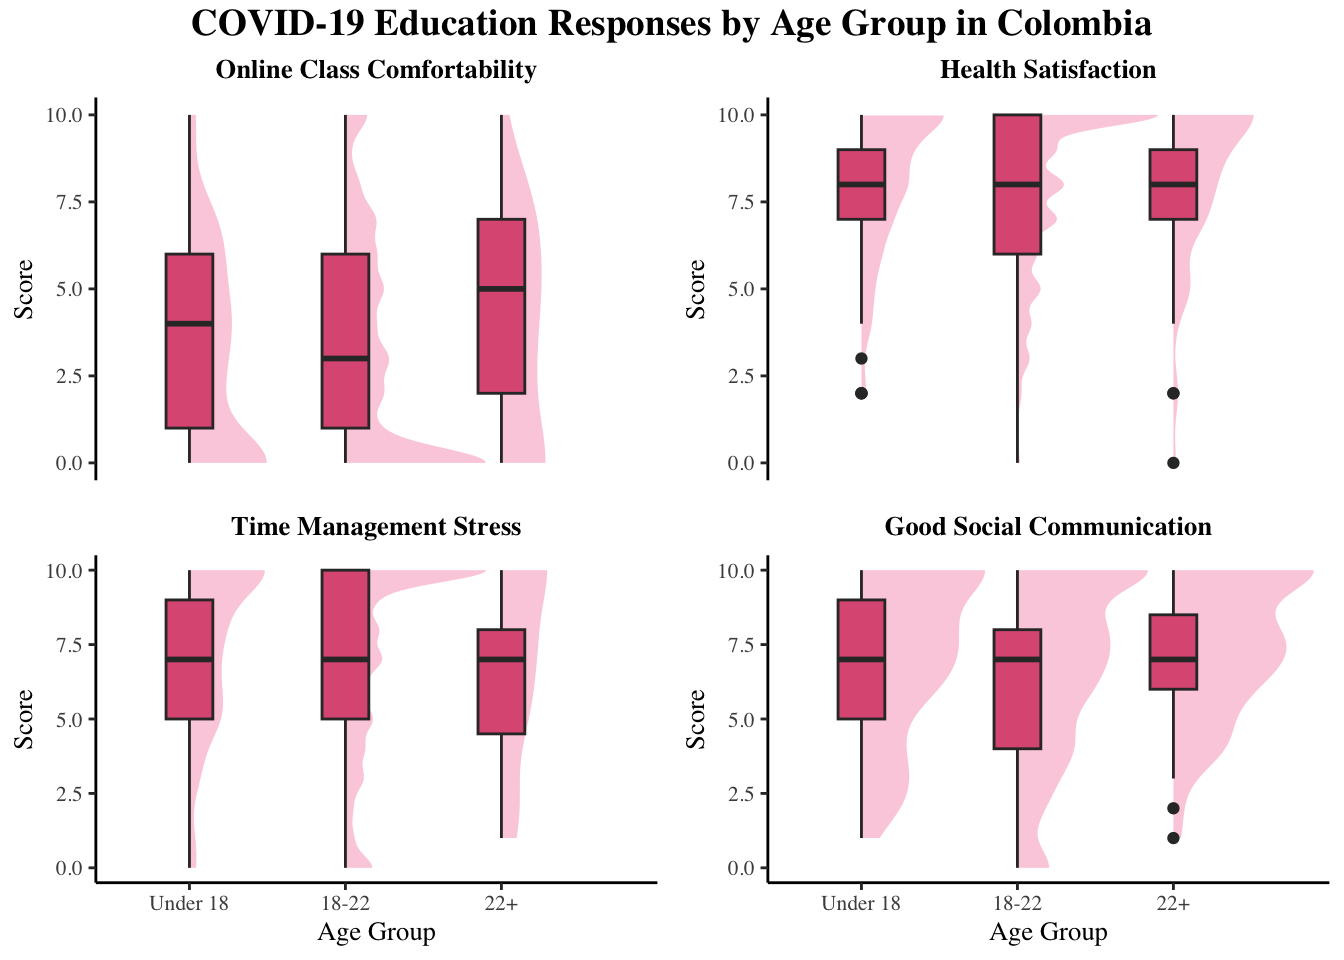 COVID-19 Education Responses by Age Group in Colombia
Online Class Comfortability
10.0
7.5
5.0
2.5
0.0
Score
Health Satisfaction
10.0
7.5
5.0
2.5
0.0
Score
Time Management Stress
10.0
7.5
5.0
2.5
0.0
Score
Under 18 18-22 22+
Age Group
Good Social Communication
10.0
7.5
5.0
2.5
0.0
Score
Under 18 18-22 22+
Age Group